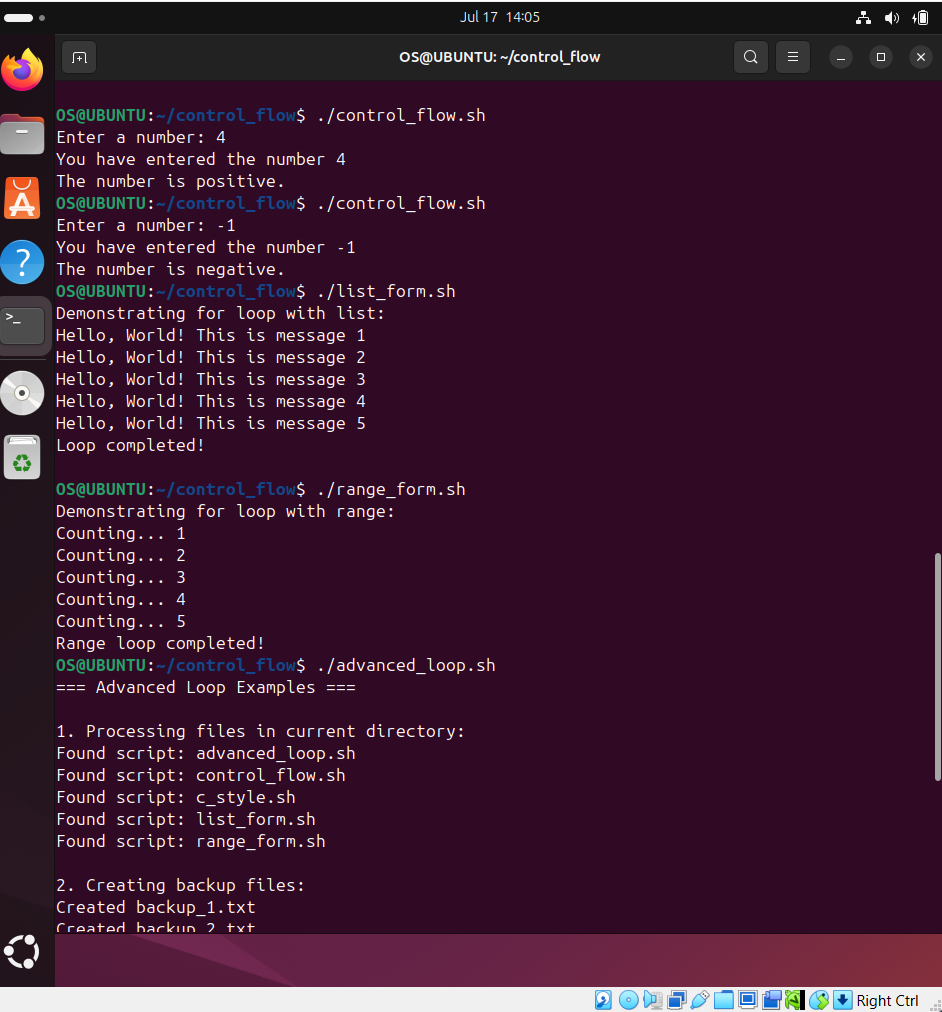 Jul 17 14:05
OS@UBUNTU: ~/control_flow
OS@UBUNTU:~/control_flow$ ./control_flow.sh
Enter a number: 4
You have entered the number 4
The number is positive.
OS@UBUNTU:~/control_flow$ ./control_flow.sh
Enter a number: -1
You have entered the number -1
The number is negative.
OS@UBUNTU:~/control_flow$ ./list_form.sh
Demonstrating for loop with list:
Hello, World! This is message 1
Hello, World! This is message 2
Hello, World! This is message 3
Hello, World! This is message 4
Hello, World! This is message 5
Loop completed!
OS@UBUNTU:~/control_flow$ ./range_form.sh
Demonstrating for loop with range:
Counting... 1
Counting... 2
Counting... 3
Counting... 4
Counting... 5
Range loop completed!
OS@UBUNTU:~/control_flow$ ./advanced_loop.sh
=== Advanced Loop Examples ===
1. Processing files in current directory:
Found script: advanced_loop.sh
Found script: control_flow.sh
Found script: c_style.sh
Found script: list_form.sh
Found script: range_form.sh
2. Creating backup files:
Created backup_1.txt
Created backup_2.txt
Right Ctrl